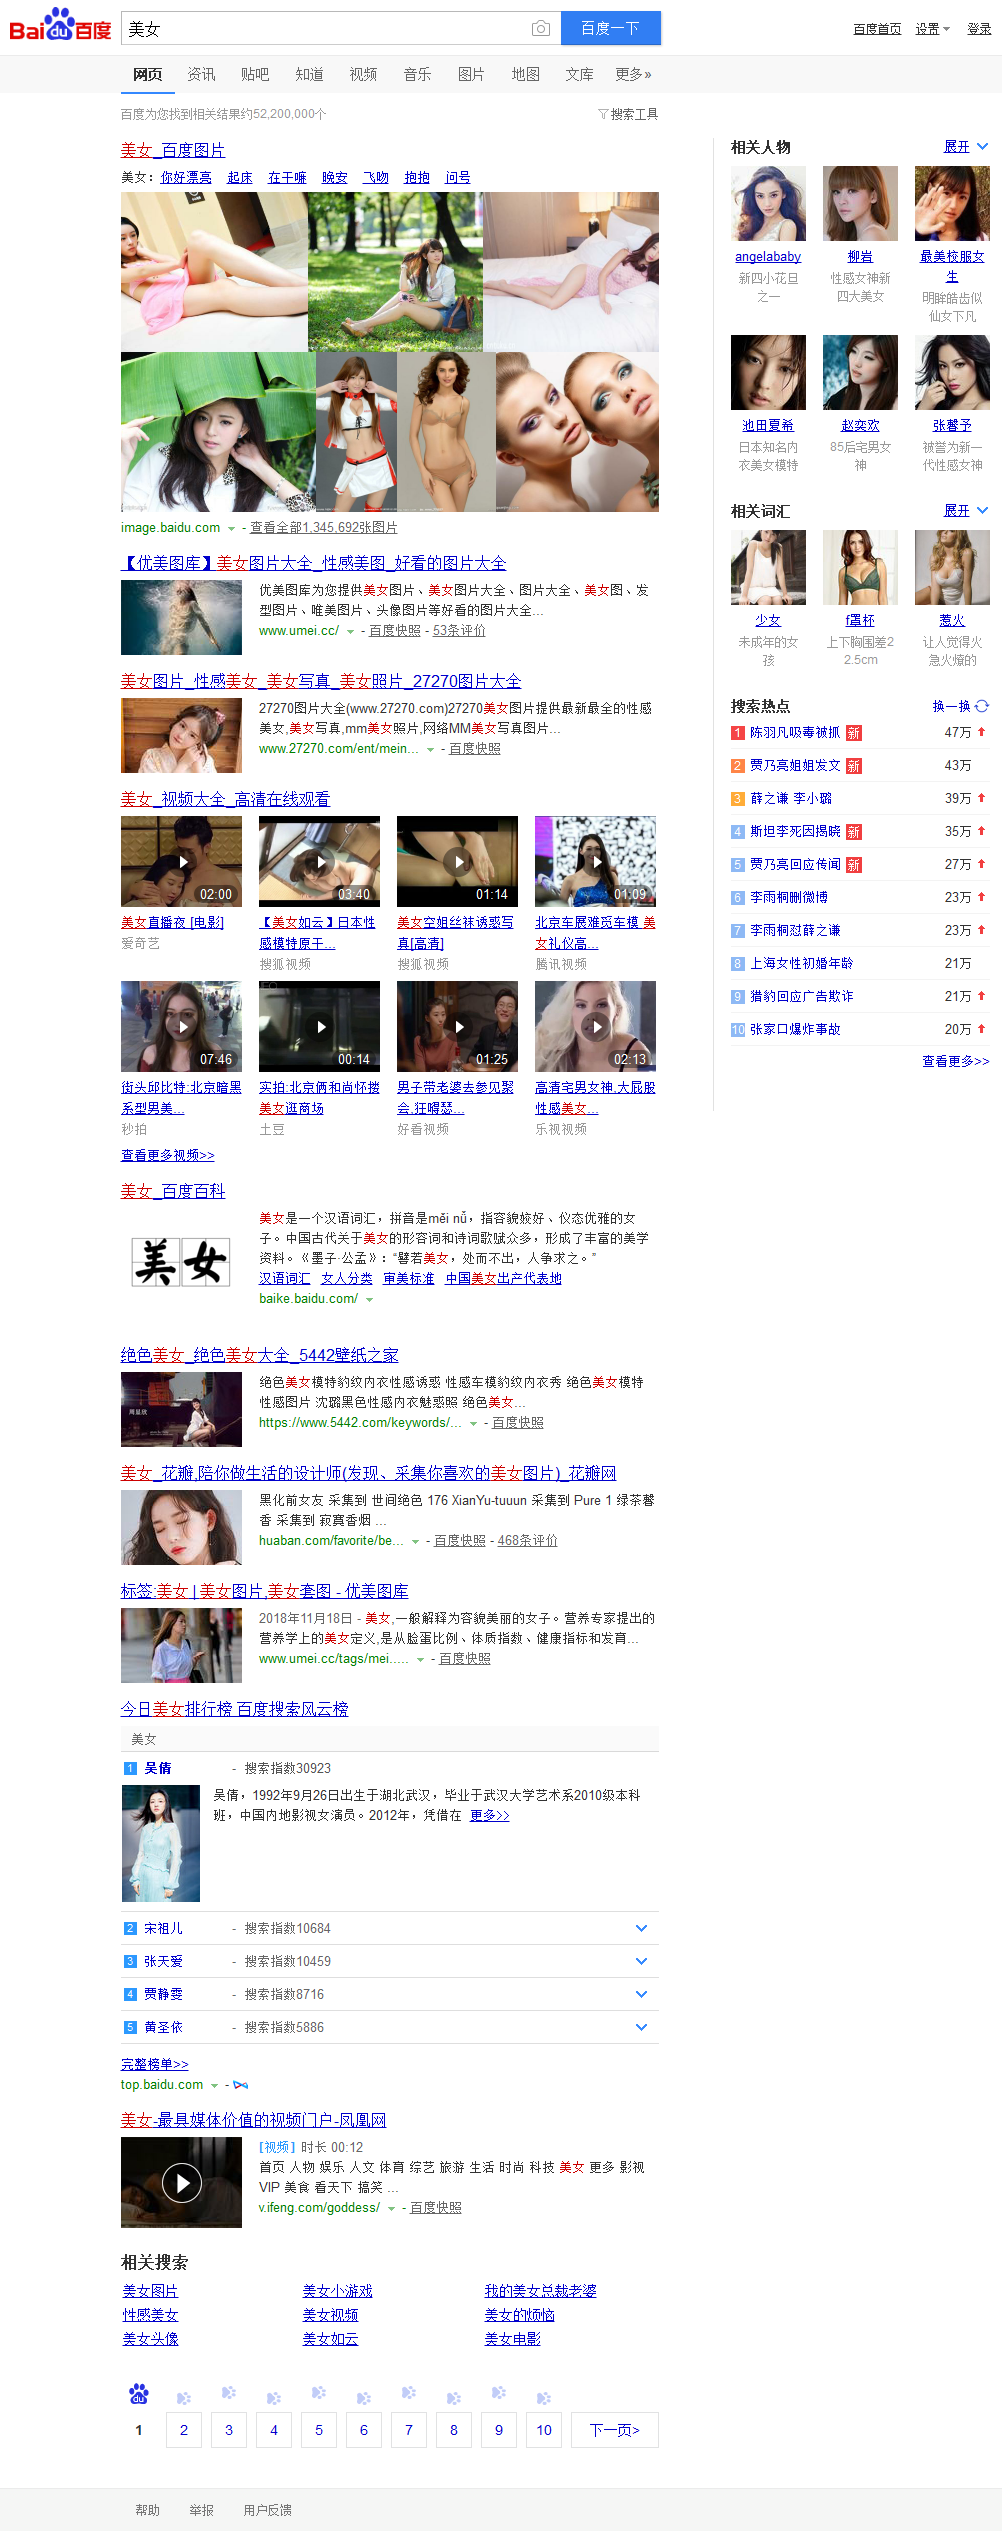 Bai du 百度
美女
百度一下
百度首页 设置 登录
网页 资讯 贴吧 知道 视频 音乐 图片 地图 文库 更多»
百度为您找到相关结果约52,200,000个
搜索工具
美女_百度图片
美女: 你好漂亮 起床 在干嘛 晚安 飞吻 抱抱 问号
image.baidu.com - 查看全部1,345,692张图片
【优美图库】美女图片大全_性感美图_好看的图片大全
优美图库为您提供美女图片、美女图片大全、图片大全、美女图、发
型图片、唯美图片、头像图片等好看的图片大全...
www.umei.cc/ - 百度快照 - 53条评价
美女图片_性感美女_美女写真_美女照片_27270图片大全
27270图片大全(www.27270.com)27270美女图片提供最新最全的性感
美女,美女写真,mm美女照片,网络MM美女写真图片...
www.27270.com/ent/mein... - 百度快照
美女_视频大全_高清在线观看
02:00
03:40
01:14
01:09
美女直播夜 [电影]
爱奇艺
【美女如云】日本性
感模特原干...
搜狐视频
美女空姐丝袜诱惑写
真[高清]
搜狐视频
北京车展难觅车模 美
女礼仪高...
腾讯视频
07:46
00:14
01:25
02:13
街头邱比特:北京暗黑
系型男美...
秒拍
实拍:北京俩和尚怀搂
美女逛商场
土豆
男子带老婆去参见聚
会,狂嘚瑟...
好看视频
高清宅男女神,大屁股
性感美女...
乐视视频
查看更多视频>>
美女_百度百科
美女
美女是一个汉语词汇，拼音是měi nǚ，指容貌姣好、仪态优雅的女
子。中国古代关于美女的形容词和诗词歌赋众多，形成了丰富的美学
资料。《墨子·公孟》：“譬若美女，处而不出，人争求之。”
汉语词汇 女人分类 审美标准 中国美女出产代表地
baike.baidu.com/
绝色美女_绝色美女大全_5442壁纸之家
绝色美女模特豹纹内衣性感诱惑 性感车模豹纹内衣秀 绝色美女模特
性感图片 沈璐黑色性感内衣魅惑照 绝色美女...
https://www.5442.com/keywords/... - 百度快照
美女_花瓣,陪你做生活的设计师(发现、采集你喜欢的美女图片)_花瓣网
黑化前女友 采集到 世间绝色 176 XianYu-tuuun 采集到 Pure 1 绿茶馨
香 采集到 寂寞香烟 ...
huaban.com/favorite/be... - 百度快照 - 468条评价
标签:美女 | 美女图片,美女套图 - 优美图库
2018年11月18日 - 美女,一般解释为容貌美丽的女子。营养专家提出的
营养学上的美女定义,是从脸蛋比例、体质指数、健康指标和发育...
www.umei.cc/tags/mei..... - 百度快照
今日美女排行榜 百度搜索风云榜
美女
1 吴倩 - 搜索指数30923
吴倩，1992年9月26日出生于湖北武汉，毕业于武汉大学艺术系2010级本科
班，中国内地影视女演员。2012年，凭借在 更多>>
2 宋祖儿 - 搜索指数10684
3 张天爱 - 搜索指数10459
4 贾静雯 - 搜索指数8716
5 黄圣依 - 搜索指数5886
完整榜单>>
top.baidu.com -
美女-最具媒体价值的视频门户-凤凰网
[视频] 时长 00:12
首页 人物 娱乐 人文 体育 综艺 旅游 生活 时尚 科技 美女 更多 影视
VIP 美食 看天下 搞笑 ...
v.ifeng.com/goddess/ - 百度快照
相关搜索
美女图片 美女小游戏 我的美女总裁老婆
性感美女 美女视频 美女的烦恼
美女头像 美女如云 美女电影
1 2 3 4 5 6 7 8 9 10 下一页>
相关人物 展开
angelababy
新四小花旦
之一
柳岩
性感女神新
四大美女
最美校服女
生
明眸皓齿似
仙女下凡
池田夏希
日本知名内
衣美女模特
赵奕欢
85后宅男女
神
张馨予
被誉为新一
代性感女神
相关词汇 展开
少女
未成年的女
孩
f罩杯
上下胸围差2
2.5cm
惹火
让人觉得火
急火燎的
搜索热点 换一换
1 陈羽凡吸毒被抓 新 47万
2 贾乃亮姐姐发文 新 43万
3 薛之谦 李小璐 39万
4 斯坦李死因揭晓 新 35万
5 贾乃亮回应传闻 新 27万
6 李雨桐删微博 23万
7 李雨桐怼薛之谦 23万
8 上海女性初婚年龄 21万
9 猎豹回应广告欺诈 21万
10 张家口爆炸事故 20万
查看更多>>
帮助 举报 用户反馈